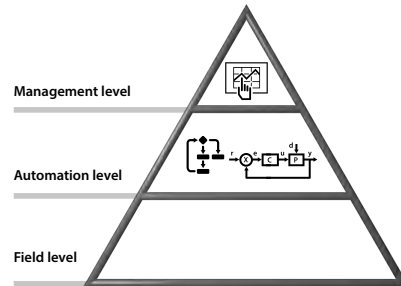 Management level
d
r e u y
X C P
Automation level
Field level